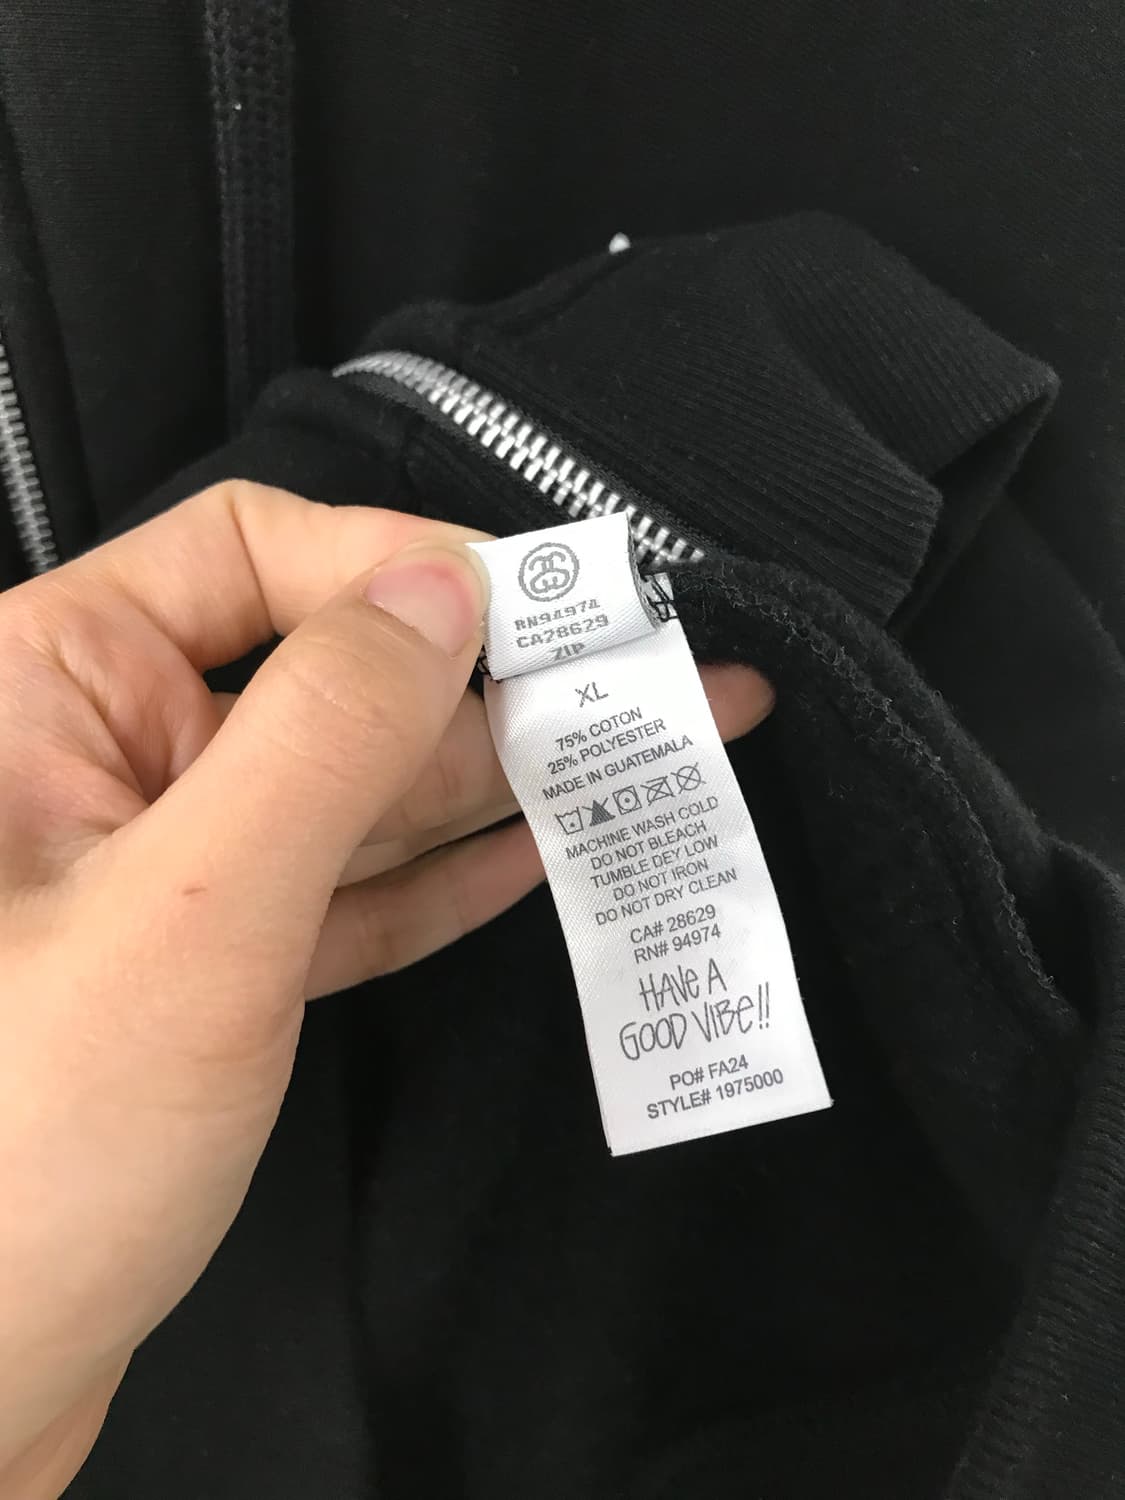 RN94974
CA28629
ZIP
XL
75% COTON
25% POLYESTER
MADE IN GUATEMALA
MACHINE WASH COLD
DO NOT BLEACH
TUMBLE DEY LOW
DO NOT IRON
DO NOT DRY CLEAN
CA# 28629
RN# 94974
HAVE A
GOOD VIBE!!
PO# FA24
STYLE# 1975000